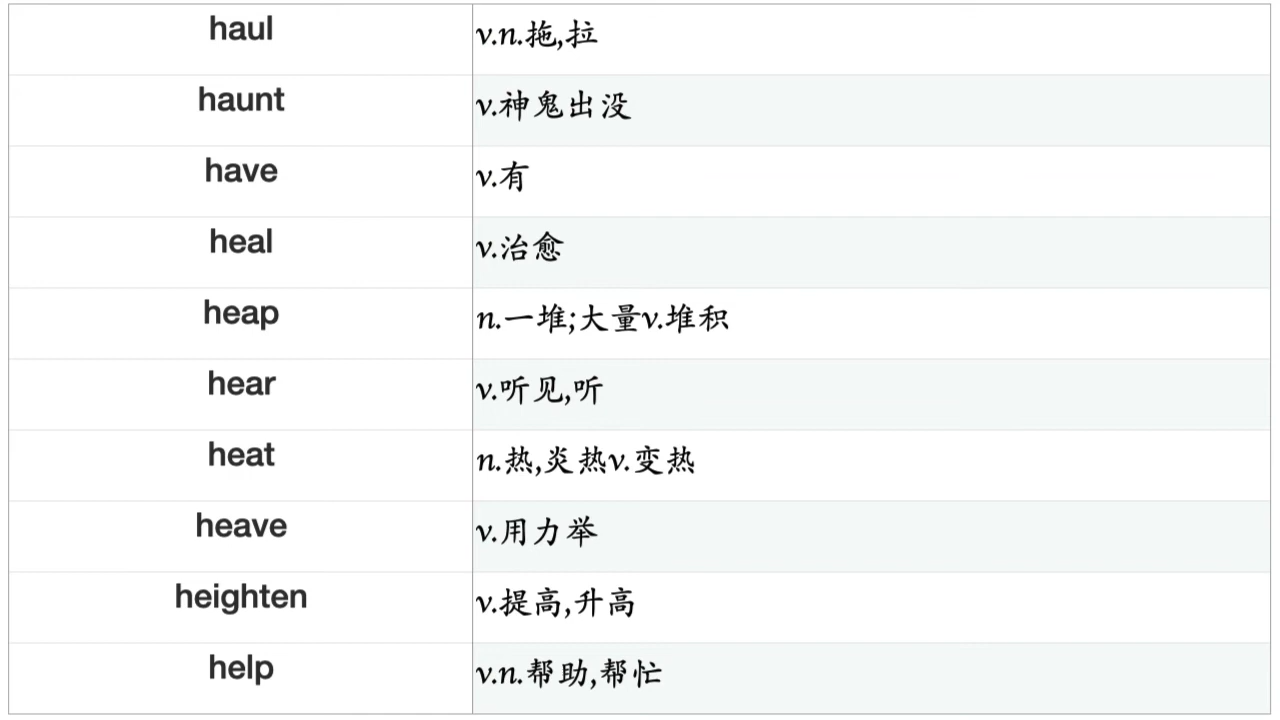 haul v.n.拖,拉
haunt v.神鬼出没
have v.有
heal v.治愈
heap n.一堆;大量v.堆积
hear v.听见,听
heat n.热,炎热v.变热
heave v.用力举
heighten v.提高,升高
help v.n.帮助,帮忙